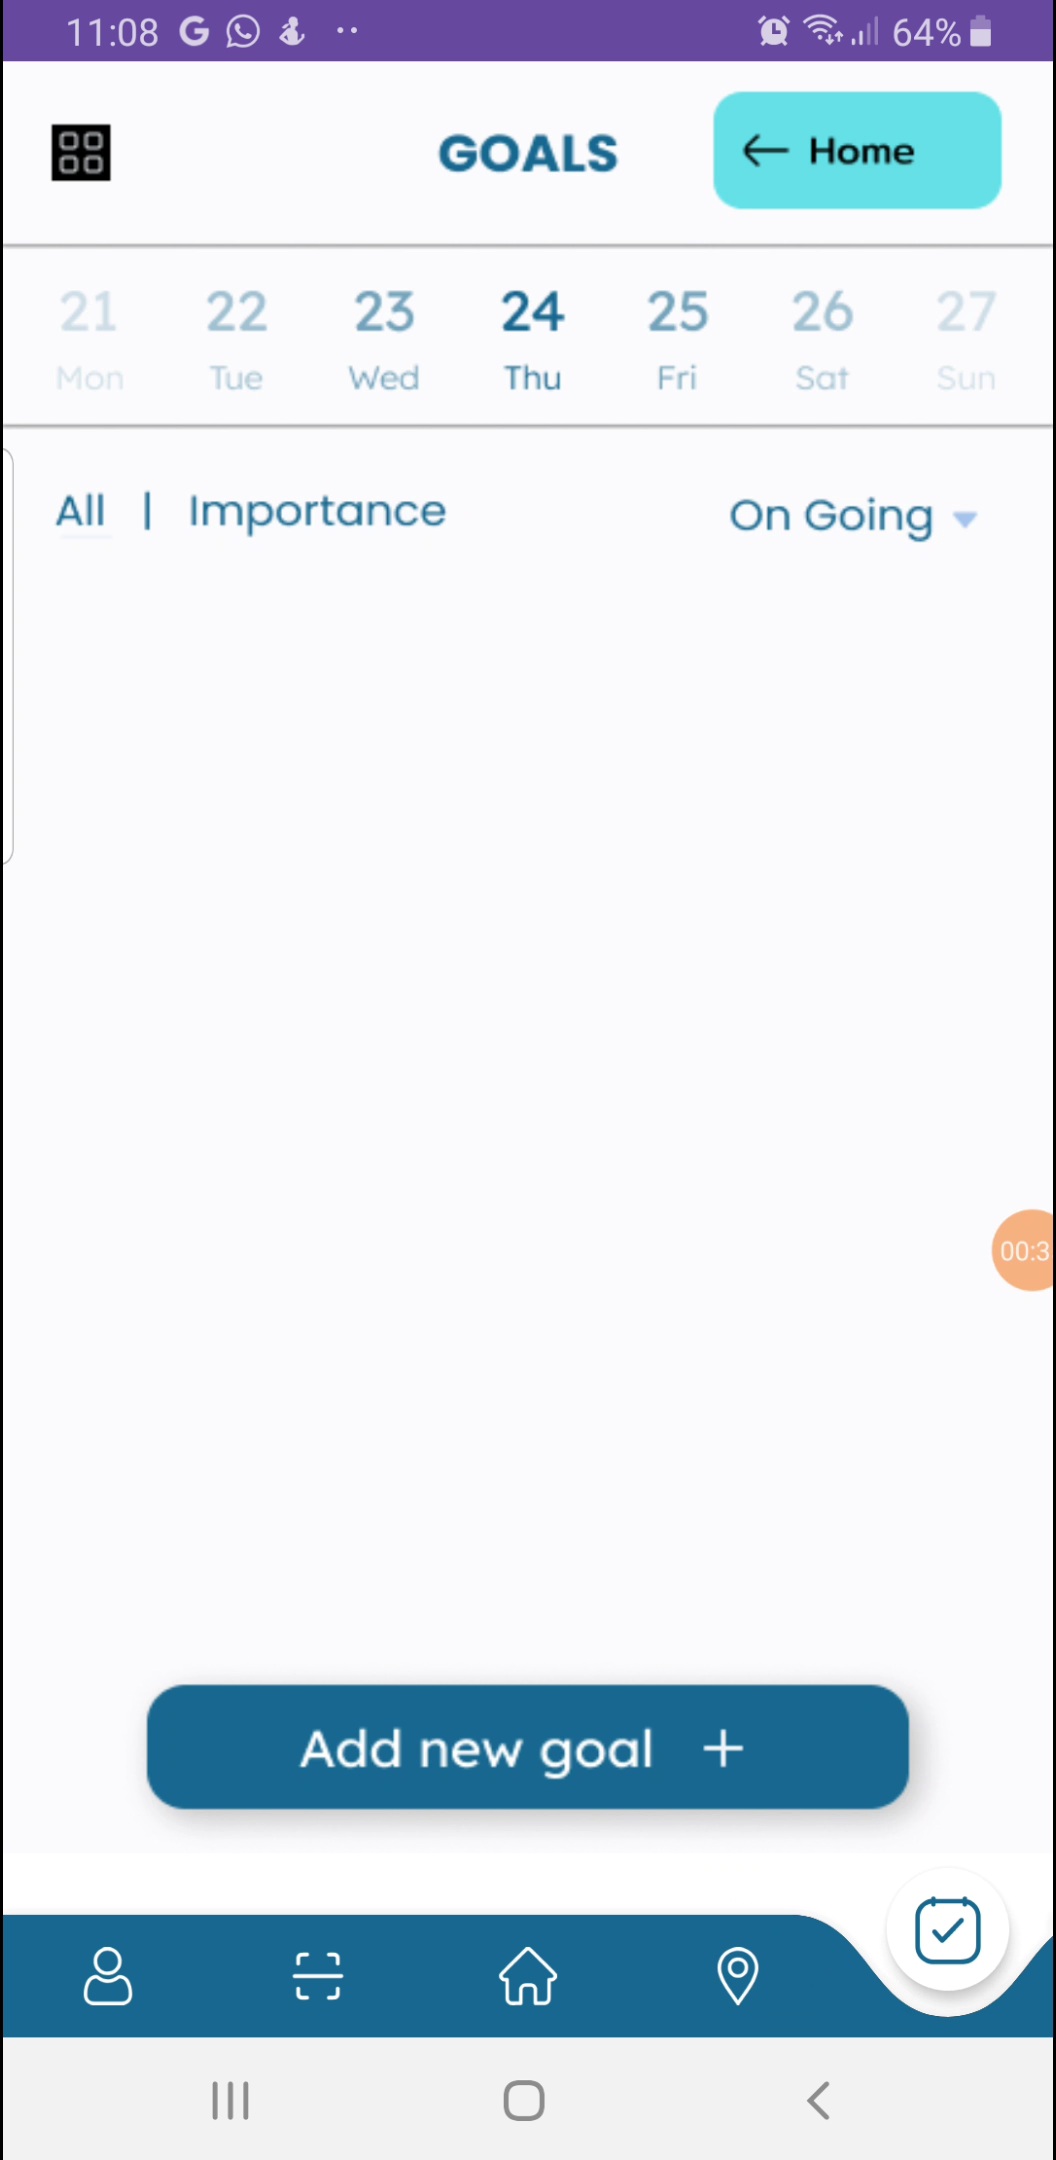 11:08 G 64%
GOALS ← Home
21 22 23 24 25 26 27
Mon Tue Wed Thu Fri Sat Sun
All | Importance On Going
00:3
Add new goal +